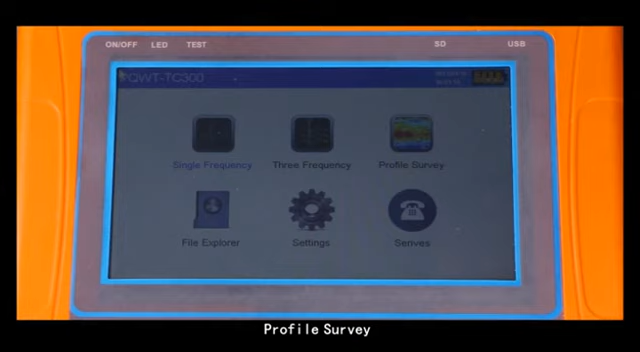 ON/OFF LED TEST SD USB
PQWT-TC300
Single Frequency Three Frequency Profile Survey
File Explorer Settings Serives
Profile Survey